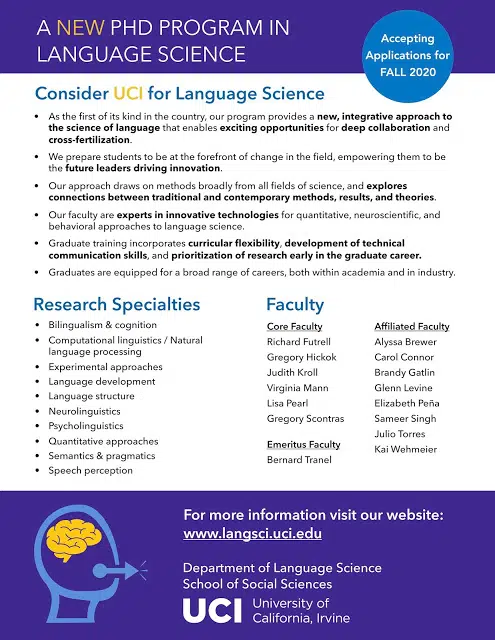 A NEW PHD PROGRAM IN
LANGUAGE SCIENCE
Accepting
Applications for
FALL 2020
Consider UCI for Language Science
• As the first of its kind in the country, our program provides a new, integrative approach to
the science of language that enables exciting opportunities for deep collaboration and
cross-fertilization.
• We prepare students to be at the forefront of change in the field, empowering them to be
the future leaders driving innovation.
• Our approach draws on methods broadly from all fields of science, and explores
connections between traditional and contemporary methods, results, and theories.
• Our faculty are experts in innovative technologies for quantitative, neuroscientific, and
behavioral approaches to language science.
• Graduate training incorporates curricular flexibility, development of technical
communication skills, and prioritization of research early in the graduate career.
• Graduates are equipped for a broad range of careers, both within academia and in industry.
Research Specialties
• Bilingualism & cognition
• Computational linguistics / Natural
language processing
• Experimental approaches
• Language development
• Language structure
• Neurolinguistics
• Psycholinguistics
• Quantitative approaches
• Semantics & pragmatics
• Speech perception
Faculty
Core Faculty
Richard Futrell
Gregory Hickok
Judith Kroll
Virginia Mann
Lisa Pearl
Gregory Scontras
Emeritus Faculty
Bernard Tranel
Affiliated Faculty
Alyssa Brewer
Carol Connor
Brandy Gatlin
Glenn Levine
Elizabeth Peña
Sameer Singh
Julio Torres
Kai Wehmeier
For more information visit our website:
www.langsci.uci.edu
Department of Language Science
School of Social Sciences
UCI University of
California, Irvine